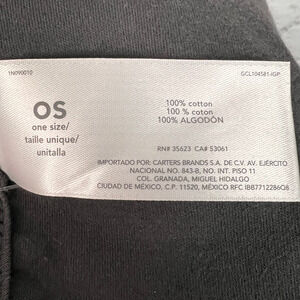 1N090010
GCL104581-IGP
OS
one size/
taille unique/
unitalla
100% cotton
100 % coton
100% ALGODÓN
RN# 35623 CA# 53061
IMPORTADO POR: CARTERS BRANDS S.A. DE C.V. AV. EJÉRCITO
NACIONAL NO. 843-B, NO. INT. PISO 11
COL. GRANADA, MIGUEL HIDALGO
CIUDAD DE MÉXICO, C.P. 11520, MÉXICO RFC IBB7712286Q8